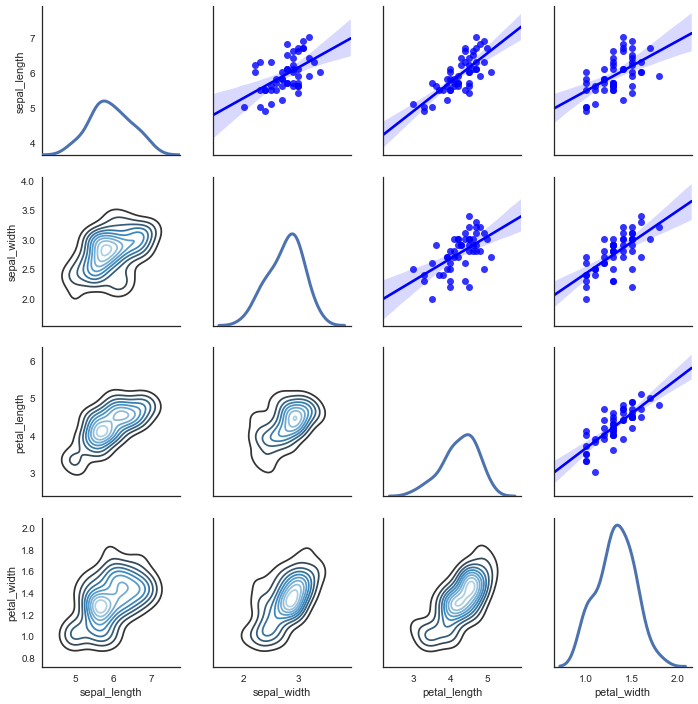 sepal_length
7
6
5
4
sepal_width
4.0
3.5
3.0
2.5
2.0
petal_length
6
5
4
3
petal_width
2.0
1.8
1.6
1.4
1.2
1.0
0.8
5 6 7
2 3
3 4 5
1.0 1.5 2.0
sepal_length
sepal_width
petal_length
petal_width